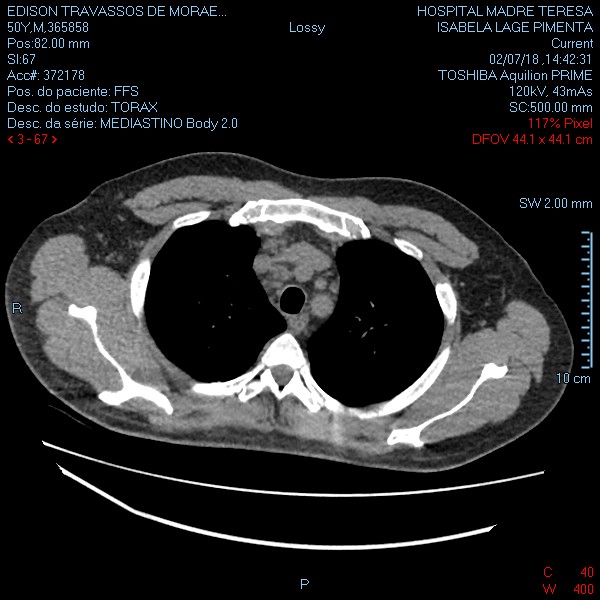 EDISON TRAVASSOS DE MORAE...
50Y,M,365858
Pos:82.00 mm
SI:67
Acc#: 372178
Pos. do paciente: FFS
Desc. do estudo: TORAX
Desc. da série: MEDIASTINO Body 2.0
< 3 - 67 >
Lossy
HOSPITAL MADRE TERESA
ISABELA LAGE PIMENTA
Current
02/07/18 ,14:42:31
TOSHIBA Aquilion PRIME
120kV, 43mAs
SC:500.00 mm
117% Pixel
DFOV 44.1 x 44.1 cm
SW 2.00 mm
R
10 cm
P
C 40
W 400